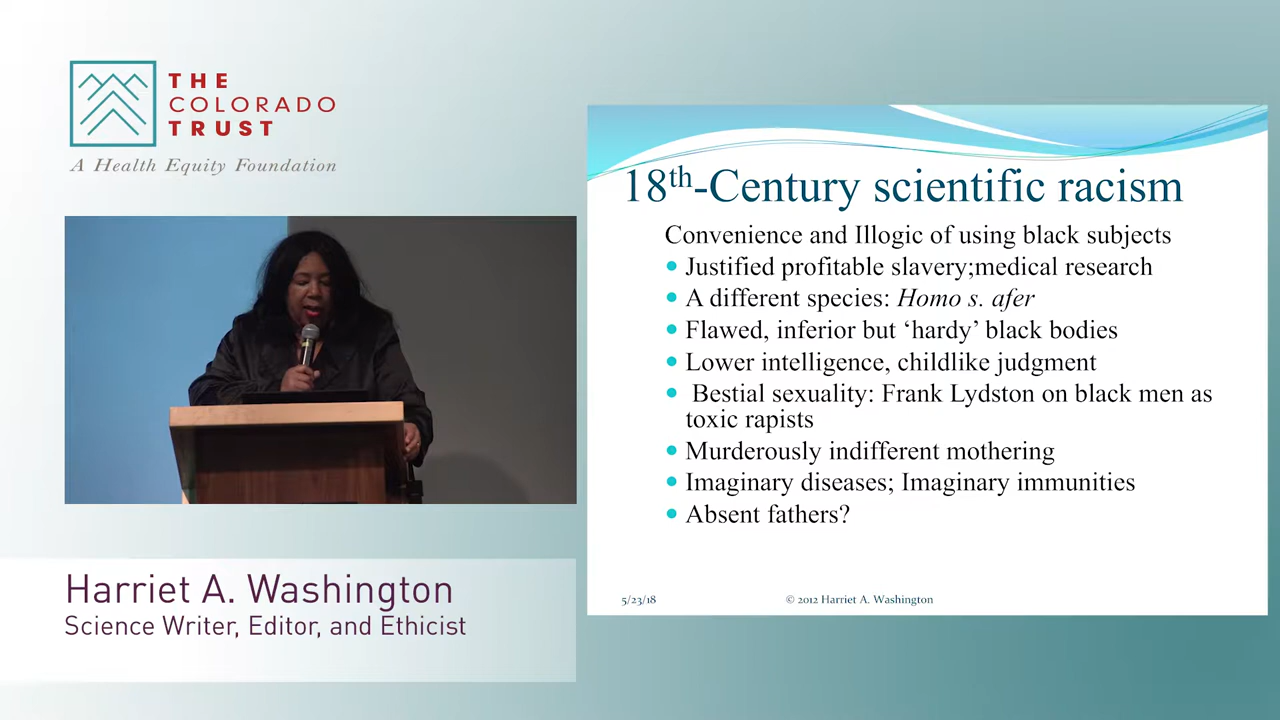 THE
COLORADO
TRUST
A Health Equity Foundation
18th-Century scientific racism
Convenience and Illogic of using black subjects
• Justified profitable slavery;medical research
• A different species: Homo s. afer
• Flawed, inferior but ‘hardy’ black bodies
• Lower intelligence, childlike judgment
• Bestial sexuality: Frank Lydston on black men as
toxic rapists
• Murderously indifferent mothering
• Imaginary diseases; Imaginary immunities
• Absent fathers?
5/23/18
© 2012 Harriet A. Washington
Harriet A. Washington
Science Writer, Editor, and Ethicist